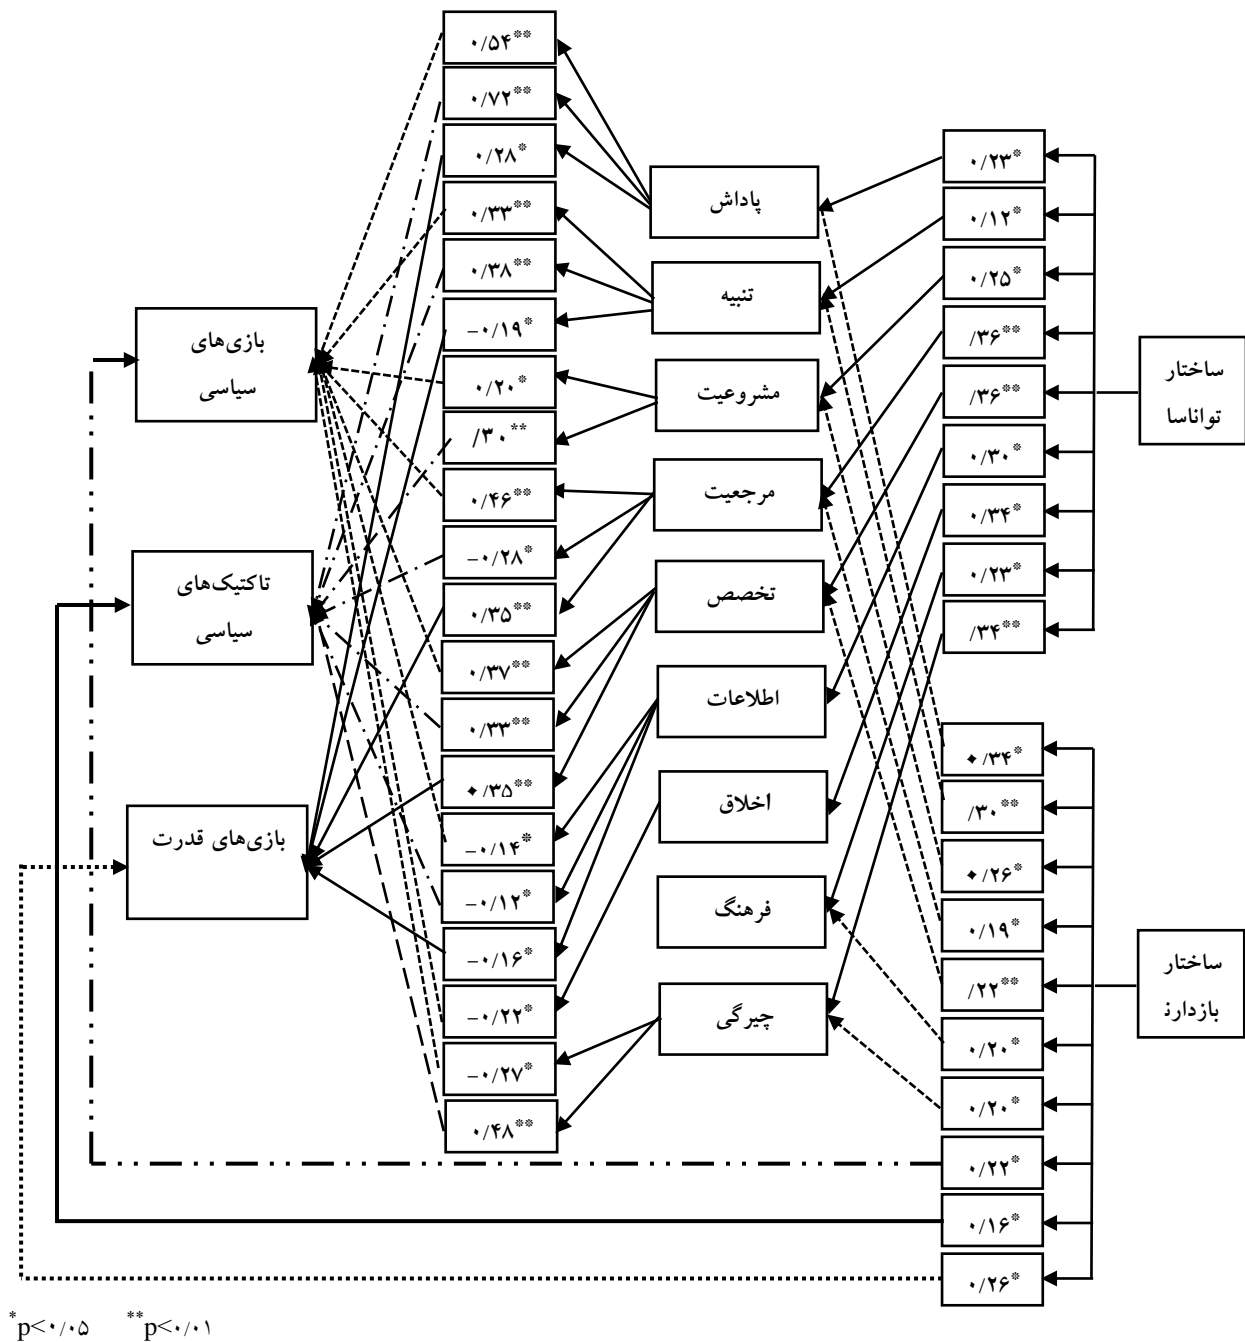 ۰/۵۴**
۰/۷۲**
۰/۲۸*
۰/۳۳**
۰/۳۸**
-۰/۱۹*
۰/۲۰*
/۳۰**
۰/۴۶**
-۰/۲۸*
۰/۳۵**
۰/۳۷**
۰/۳۳**
۰/۳۵**
-۰/۱۴*
-۰/۱۲*
-۰/۱۶*
-۰/۲۲*
-۰/۲۷*
۰/۴۸**
پاداش
تنبیه
مشروعیت
مرجعیت
تخصص
اطلاعات
اخلاق
فرهنگ
چیرگی
۰/۲۳*
۰/۱۲*
۰/۲۵*
/۳۶**
/۳۶**
۰/۳۰*
۰/۳۴*
۰/۲۳*
/۳۴**
۰/۳۴*
/۳۰**
۰/۲۶*
۰/۱۹*
/۲۲**
۰/۲۰*
۰/۲۰*
۰/۲۲*
۰/۱۶*
۰/۲۶*
ساختار
تواناسا
ساختار
بازدارن
بازی‌های
سیاسی
تاکتیک‌های
سیاسی
بازی‌های قدرت
*p<۰/۰۵ **p<۰/۰۱